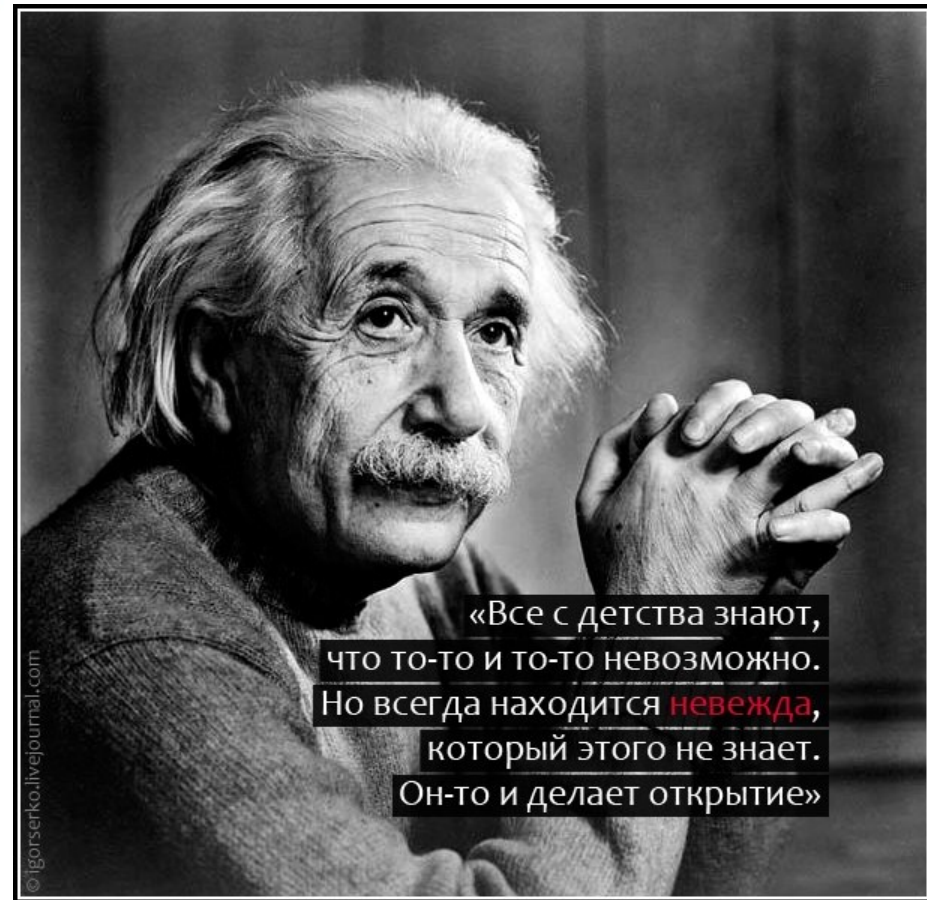 «Все с детства знают,
что то-то и то-то невозможно.
Но всегда находится невежда,
который этого не знает.
Он-то и делает открытие»
© igorserko.livejournal.com